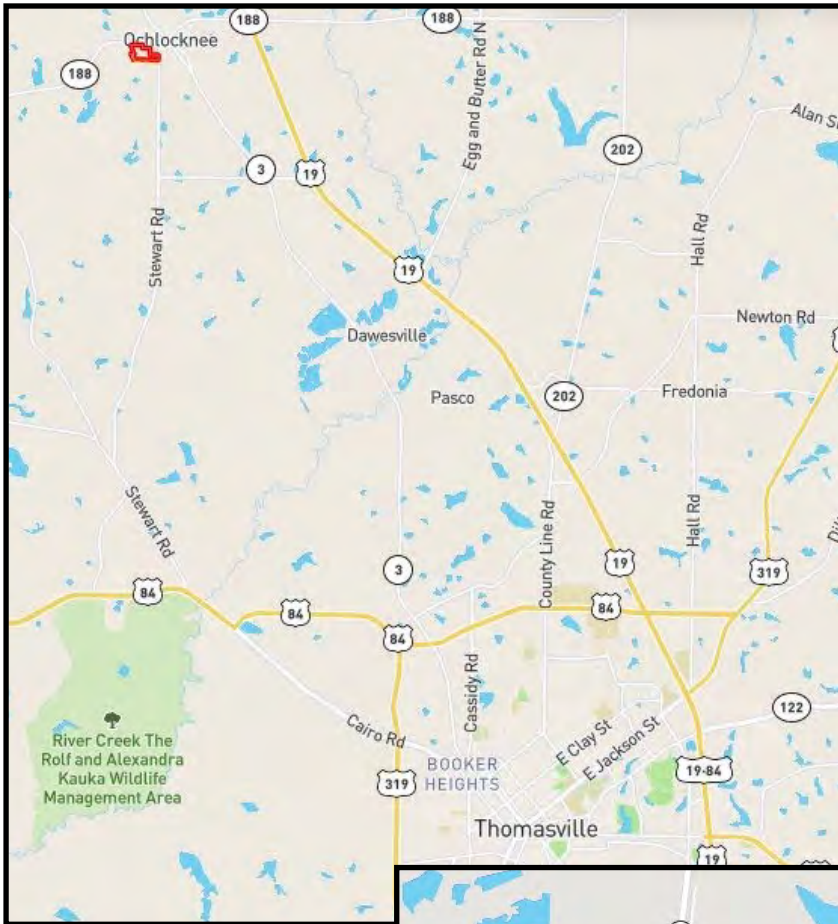 188
188
Ochlocknee
188
Egg and Butter Rd N
Alan St
202
3
19
Stewart Rd
Hall Rd
19
Dawesville
Newton Rd
Pasco
202
Fredonia
Stewart Rd
County Line Rd
Hall Rd
3
19
319
84
84
84
84
Cassidy Rd
River Creek The
Rolf and Alexandra
Kauka Wildlife
Management Area
Cairo Rd
E Clay St
E Jackson St
122
BOOKER
HEIGHTS
319
19-84
Thomasville
19